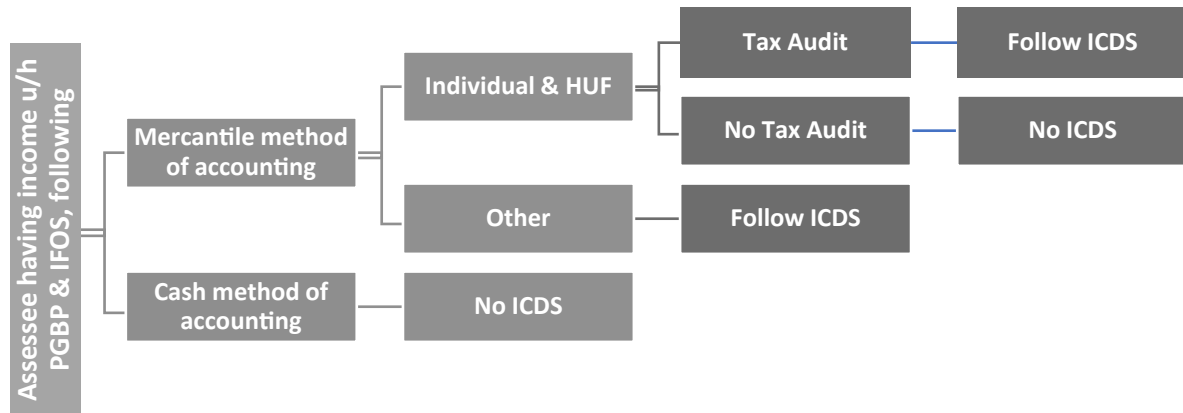 Assessee having income u/h
PGBP & IFOS, following
Mercantile method
of accounting
Individual & HUF
Tax Audit
Follow ICDS
No Tax Audit
No ICDS
Other
Follow ICDS
Cash method of
accounting
No ICDS